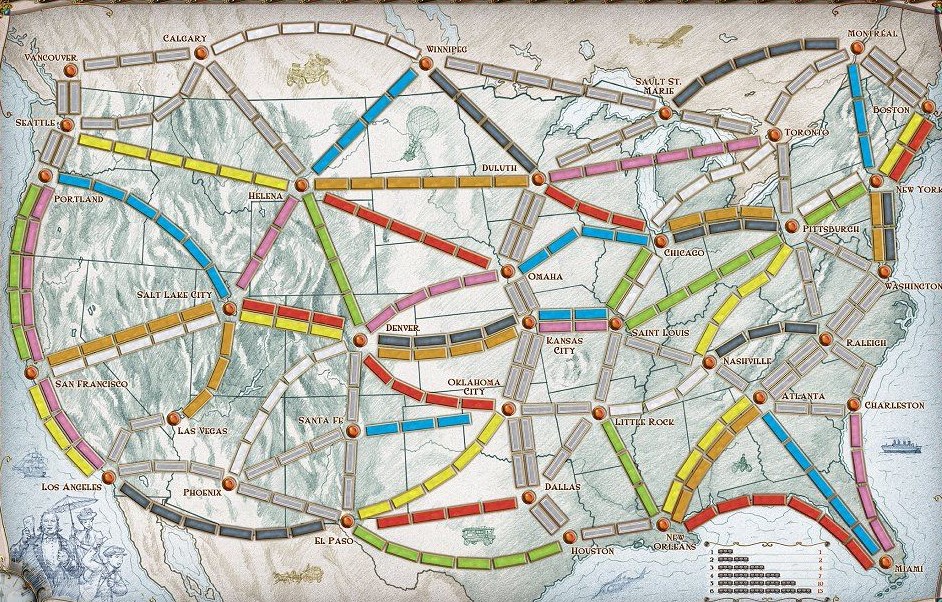 VANCOUVER
CALGARY
WINNIPEG
MONTRÉAL
SAULT ST.
MARIE
SEATTLE
BOSTON
TORONTO
DULUTH
HELENA
PORTLAND
NEW YORK
PITTSBURGH
CHICAGO
OMAHA
WASHINGTON
SALT LAKE CITY
DENVER
SAINT LOUIS
KANSAS
CITY
RALEIGH
NASHVILLE
SAN FRANCISCO
OKLAHOMA
CITY
ATLANTA
CHARLESTON
SANTA FE
LITTLE ROCK
LAS VEGAS
LOS ANGELES
PHOENIX
DALLAS
EL PASO
NEW
ORLEANS
HOUSTON
MIAMI
1 1
2 2
3 4
4 7
5 10
6 15